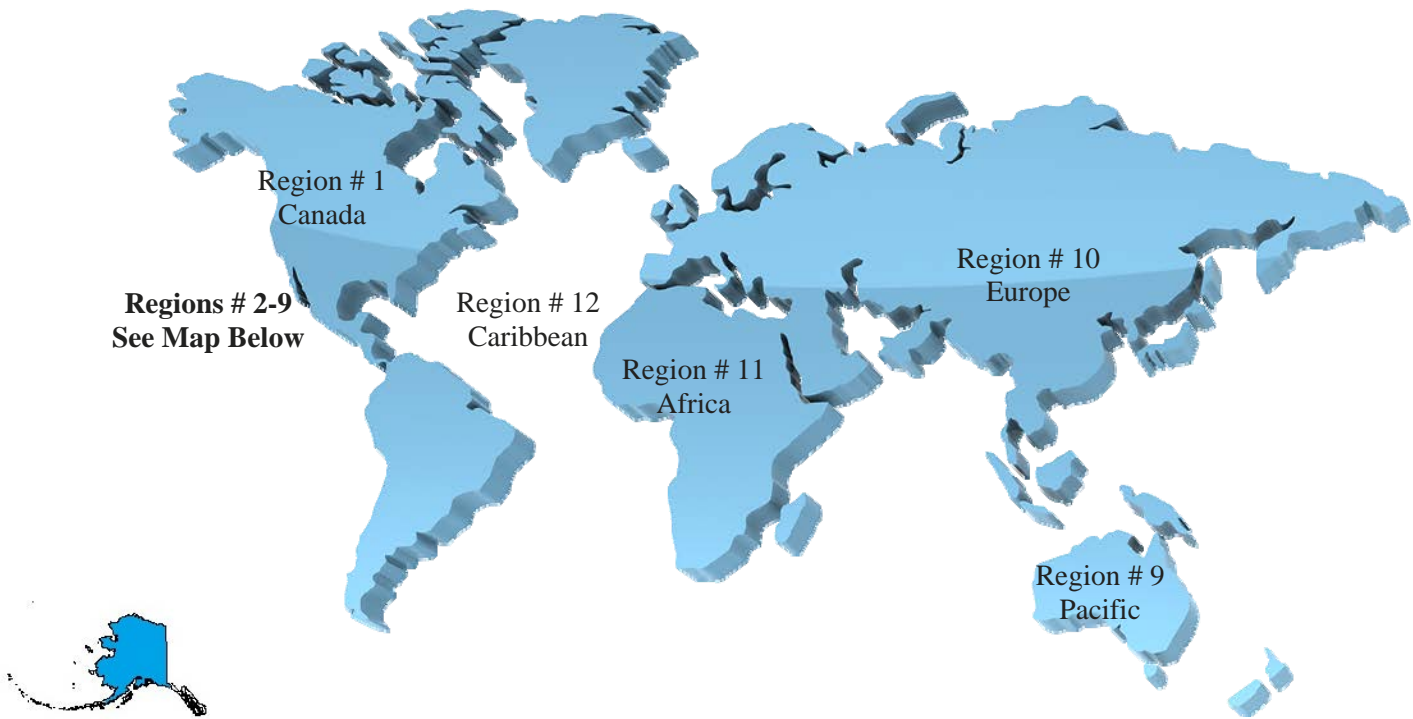 Region # 1
Canada
Regions # 2-9
See Map Below
Region # 12
Caribbean
Region # 10
Europe
Region # 11
Africa
Region # 9
Pacific